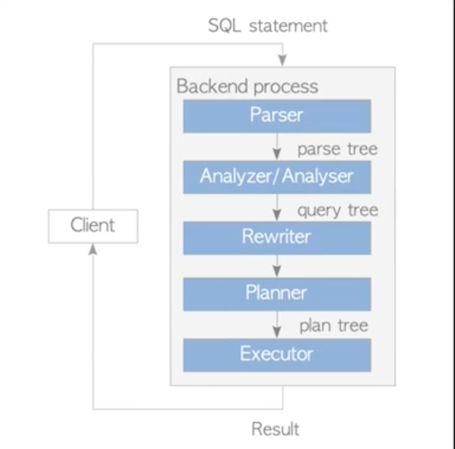 SQL statement
Backend process
Parser
parse tree
Analyzer/Analyser
query tree
Client
Rewriter
Planner
plan tree
Executor
Result